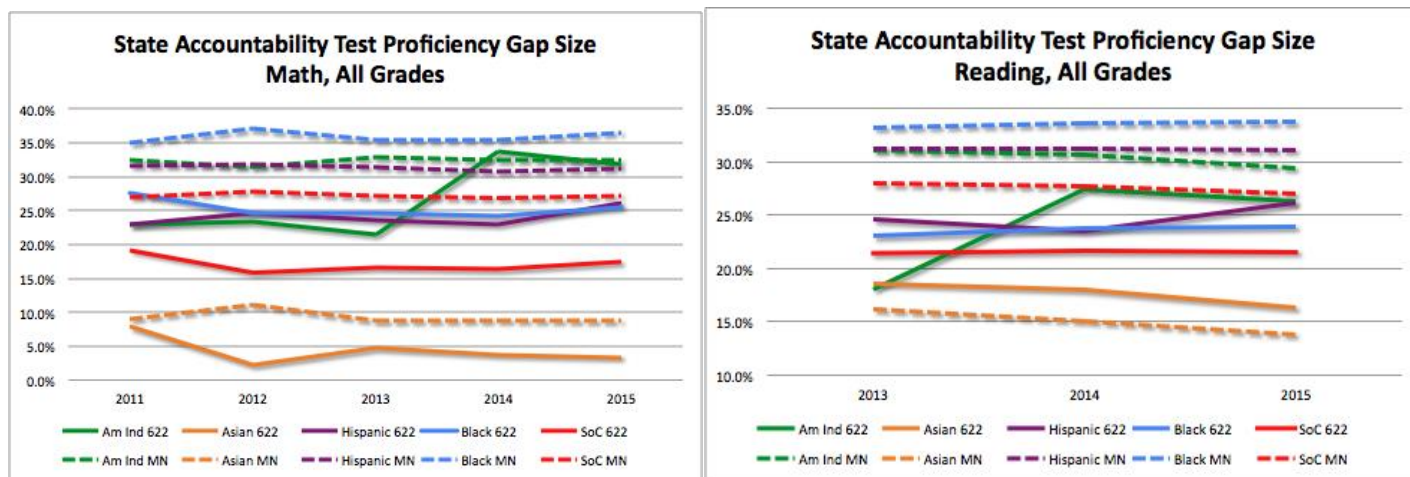 State Accountability Test Proficiency Gap Size
Math, All Grades
40.0%
35.0%
30.0%
25.0%
20.0%
15.0%
10.0%
5.0%
0.0%
2011 2012 2013 2014 2015
Am Ind 622 Asian 622 Hispanic 622 Black 622 SoC 622
Am Ind MN Asian MN Hispanic MN Black MN SoC MN
State Accountability Test Proficiency Gap Size
Reading, All Grades
35.0%
30.0%
25.0%
20.0%
15.0%
10.0%
2013 2014 2015
Am Ind 622 Asian 622 Hispanic 622 Black 622 SoC 622
Am Ind MN Asian MN Hispanic MN Black MN SoC MN